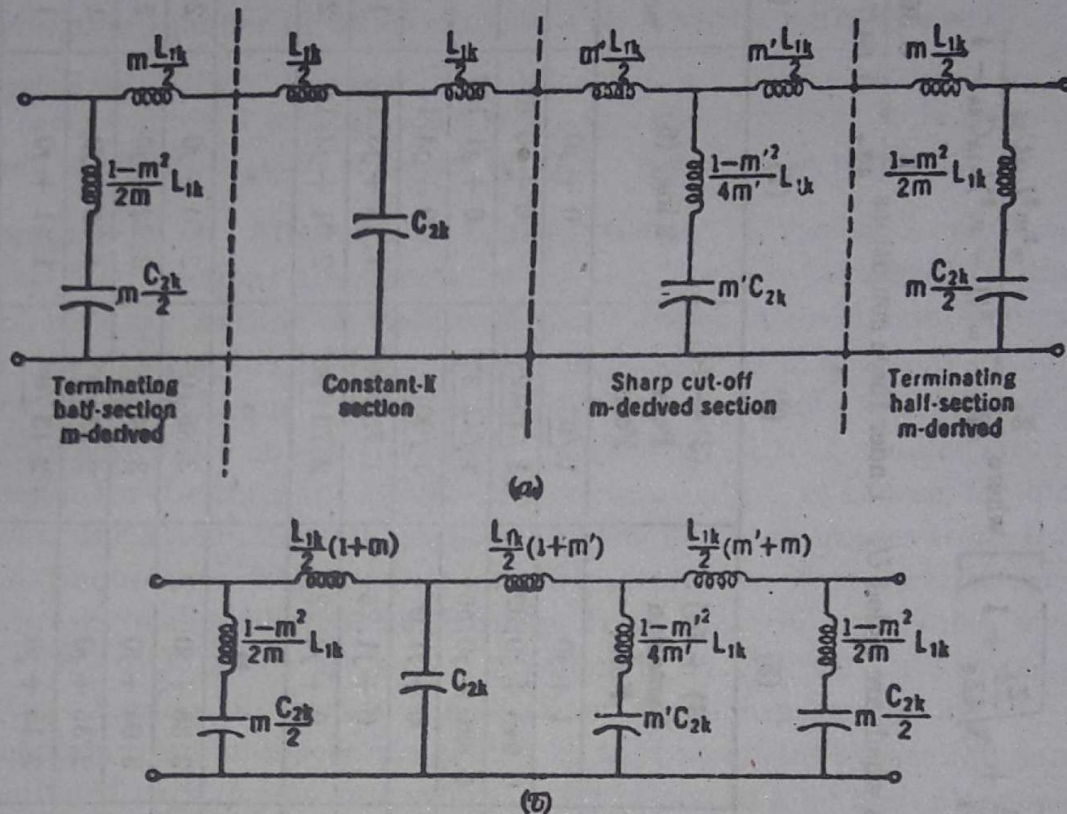 m L1k/2 L1k/2 L1k/2 m' L1k/2 m' L1k/2 m L1k/2
1-m²/2m L1k
m C2k/2
C2k
1-m'²/4m' L1k
m'C2k
1-m²/2m L1k
m C2k/2
Terminating
half-section
m-derived
Constant-K
section
Sharp cut-off
m-derived section
Terminating
half-section
m-derived
(a)
L1k/2 (1+m) L1k/2 (1+m') L1k/2 (m'+m)
1-m²/2m L1k
m C2k/2
C2k
1-m'²/4m' L1k
m'C2k
1-m²/2m L1k
m C2k/2
(b)